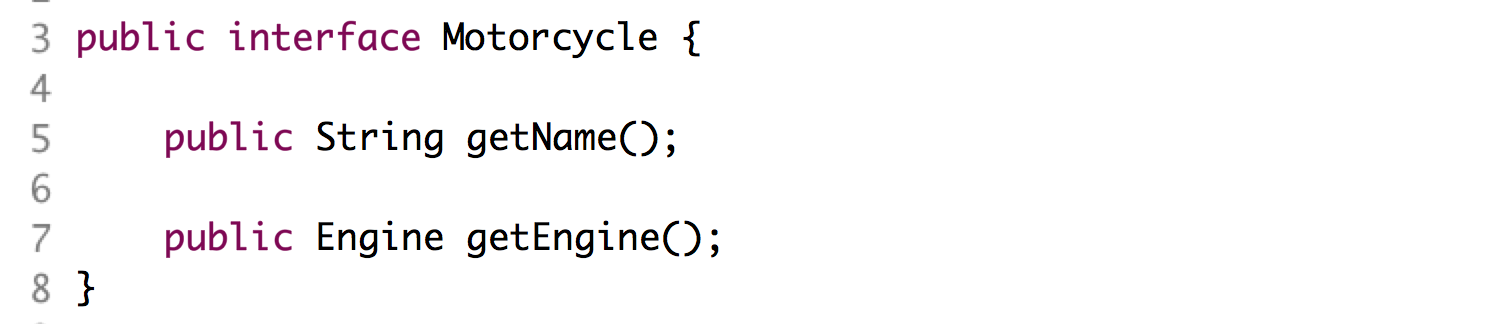 3 public interface Motorcycle {
4
5 public String getName();
6
7 public Engine getEngine();
8 }